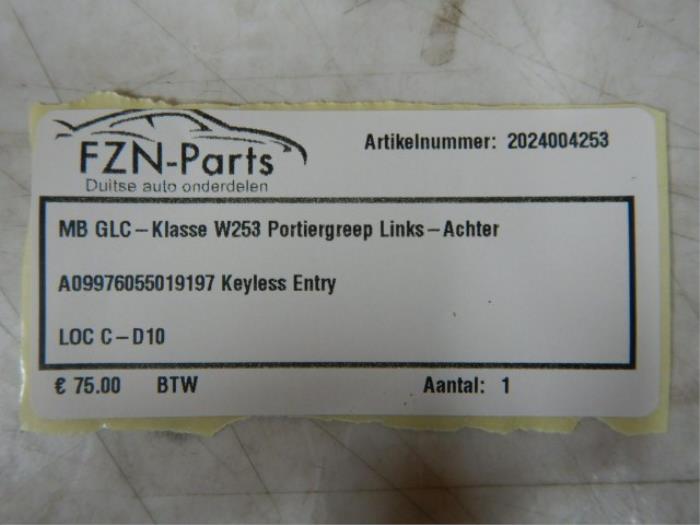 FZN-Parts
Duitse auto onderdelen
Artikelnummer: 2024004253
MB GLC-Klasse W253 Portiergreep Links-Achter
A09976055019197 Keyless Entry
LOC C-D10
€ 75.00 BTW Aantal: 1